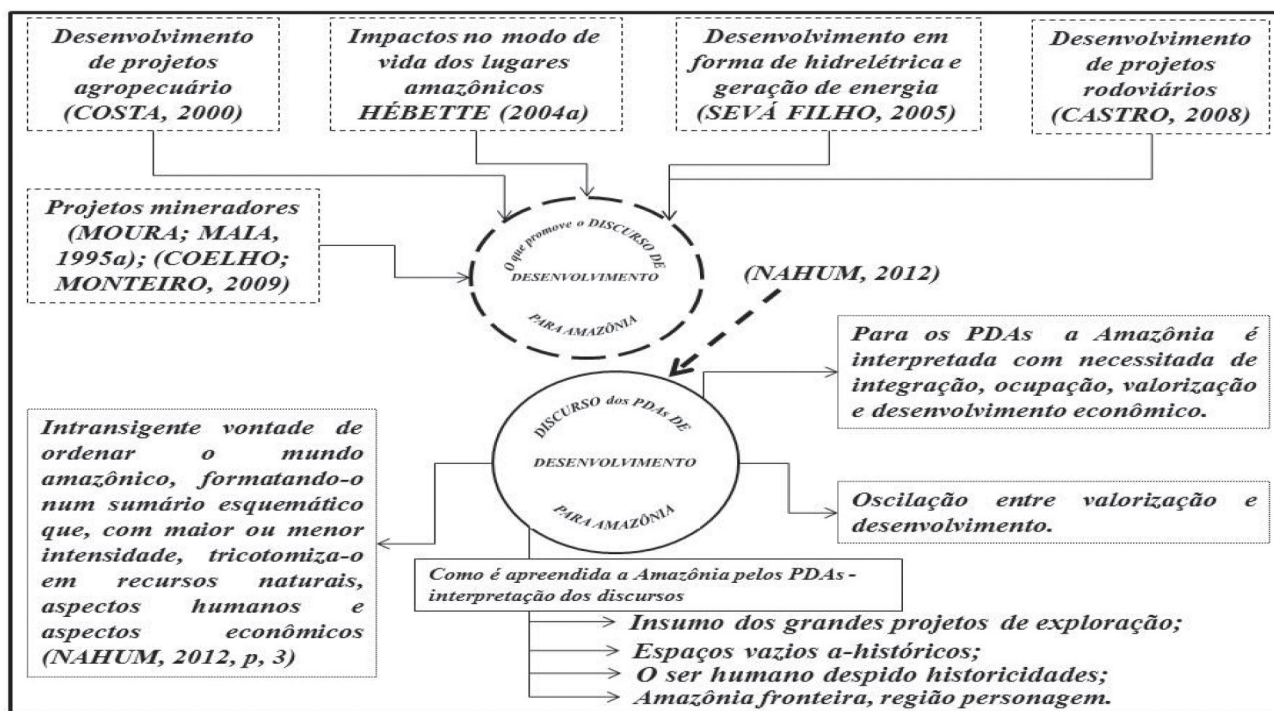 Desenvolvimento
de projetos
agropecuário
(COSTA, 2000)
Impactos no modo de
vida dos lugares
amazônicos
HÉBETTE (2004a)
Desenvolvimento em
forma de hidrelétrica e
geração de energia
(SEVÁ FILHO, 2005)
Desenvolvimento
de projetos
rodoviários
(CASTRO, 2008)
Projetos mineradores
(MOURA; MAIA,
1995a); (COELHO;
MONTEIRO, 2009)
O que promove o DISCURSO DE
DESENVOLVIMENTO
PARA AMAZÔNIA
(NAHUM, 2012)
Para os PDAs a Amazônia é
interpretada com necessitada de
integração, ocupação, valorização
e desenvolvimento econômico.
DISCURSO dos PDAs DE
DESENVOLVIMENTO
PARA AMAZÔNIA
Intransigente vontade de
ordenar o mundo
amazônico, formatando-o
num sumário esquemático
que, com maior ou menor
intensidade, tricotomiza-o
em recursos naturais,
aspectos humanos e
aspectos econômicos
(NAHUM, 2012, p, 3)
Oscilação entre valorização e
desenvolvimento.
Como é apreendida a Amazônia pelos PDAs -
interpretação dos discursos
Insumo dos grandes projetos de exploração;
Espaços vazios a-históricos;
O ser humano despido historicidades;
Amazônia fronteira, região personagem.